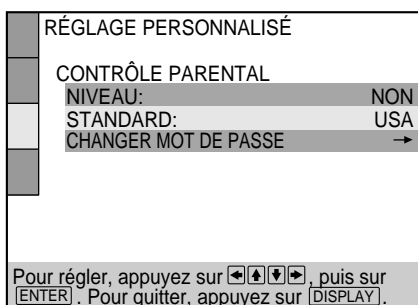 RÉGLAGE PERSONNALISÉ
CONTRÔLE PARENTAL
NIVEAU: NON
STANDARD: USA
CHANGER MOT DE PASSE →
Pour régler, appuyez sur ←↑↓→, puis sur
ENTER. Pour quitter, appuyez sur DISPLAY.